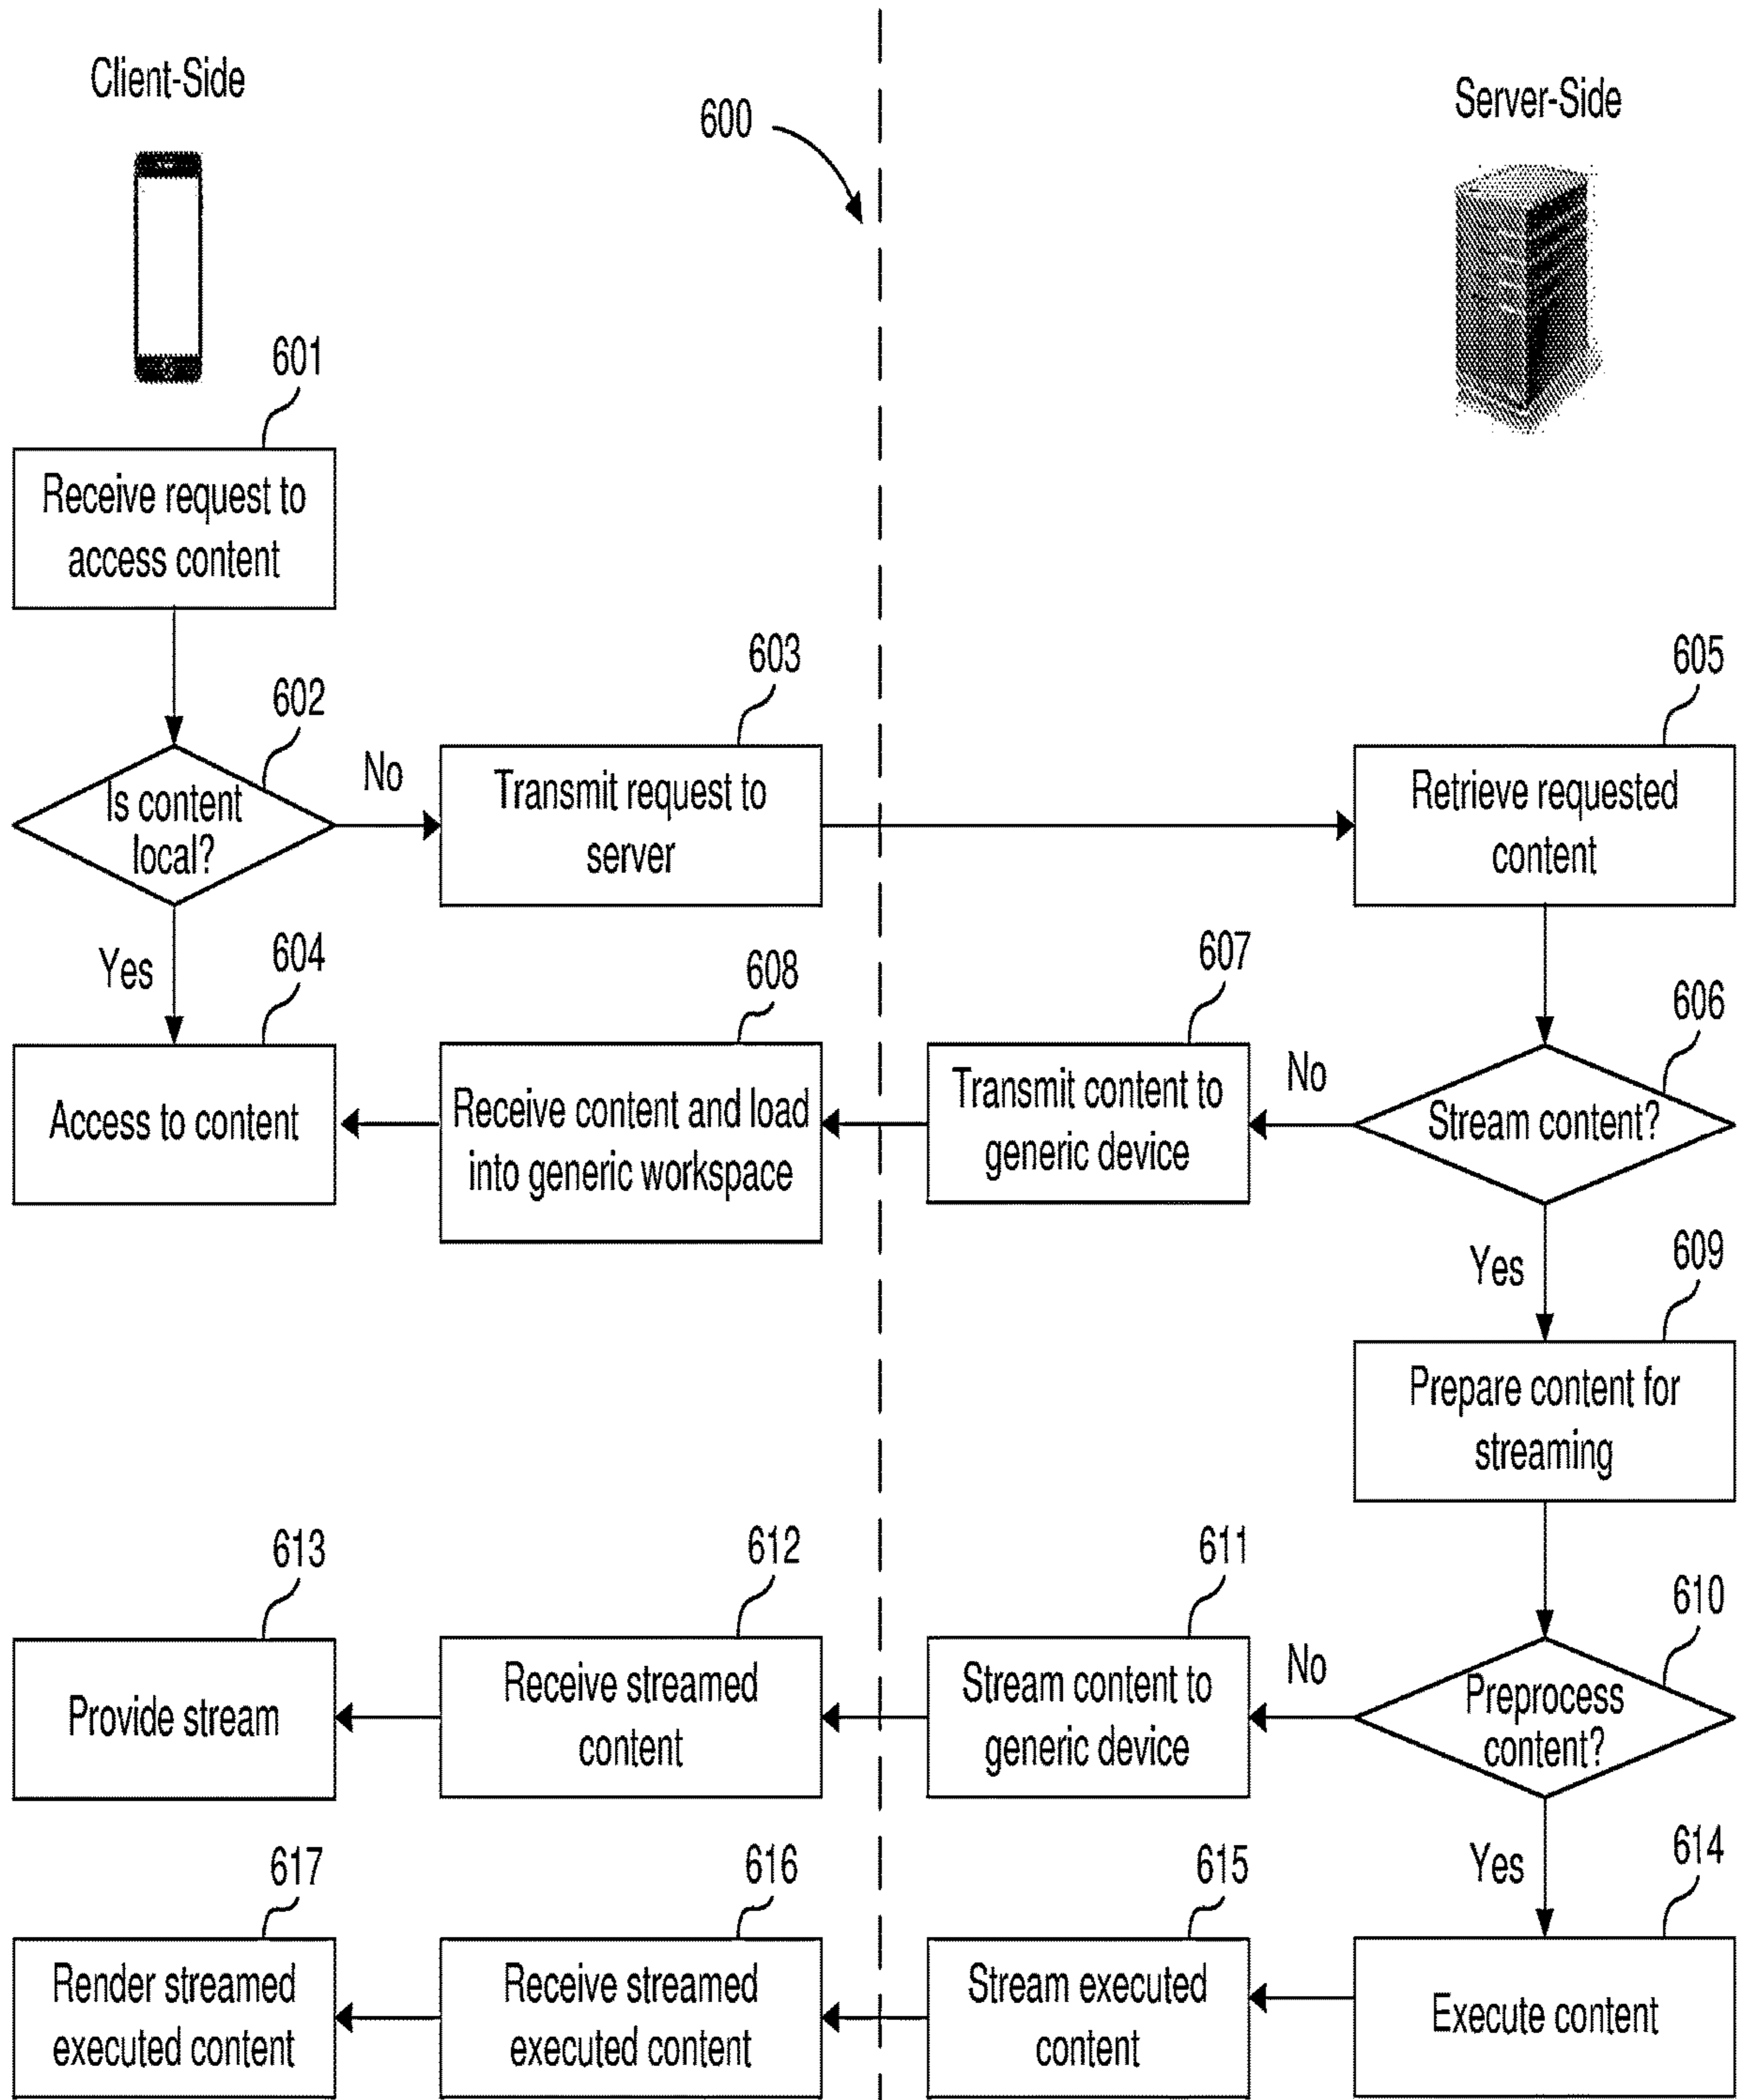 Client-Side
600
Server-Side
601
Receive request to
access content
602
Is content
local?
No
603
Transmit request to
server
605
Retrieve requested
content
Yes
604
Access to content
608
Receive content and load
into generic workspace
607
Transmit content to
generic device
No
606
Stream content?
Yes
609
Prepare content for
streaming
613
Provide stream
612
Receive streamed
content
611
Stream content to
generic device
No
610
Preprocess
content?
Yes
617
Render streamed
executed content
616
Receive streamed
executed content
615
Stream executed
content
614
Execute content